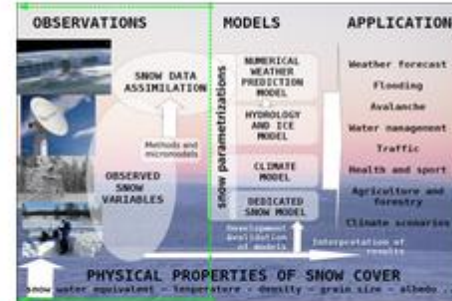 OBSERVATIONS
MODELS
APPLICATION
SNOW DATA
ASSIMILATION
Methods and
micromodels
OBSERVED
SNOW
VARIABLES
snow parametrizations
NUMERICAL
WEATHER
PREDICTION
MODEL
HYDROLOGY
AND ICE
MODEL
CLIMATE
MODEL
DEDICATED
SNOW MODEL
Development
&validation
of models
Weather forecast
Flooding
Avalanche
Water management
Traffic
Health and sport
Agriculture and
forestry
Climate scenarios
Interpretation of
results
PHYSICAL PROPERTIES OF SNOW COVER
snow water equivalent - temperature - density - grain size - albedo ..